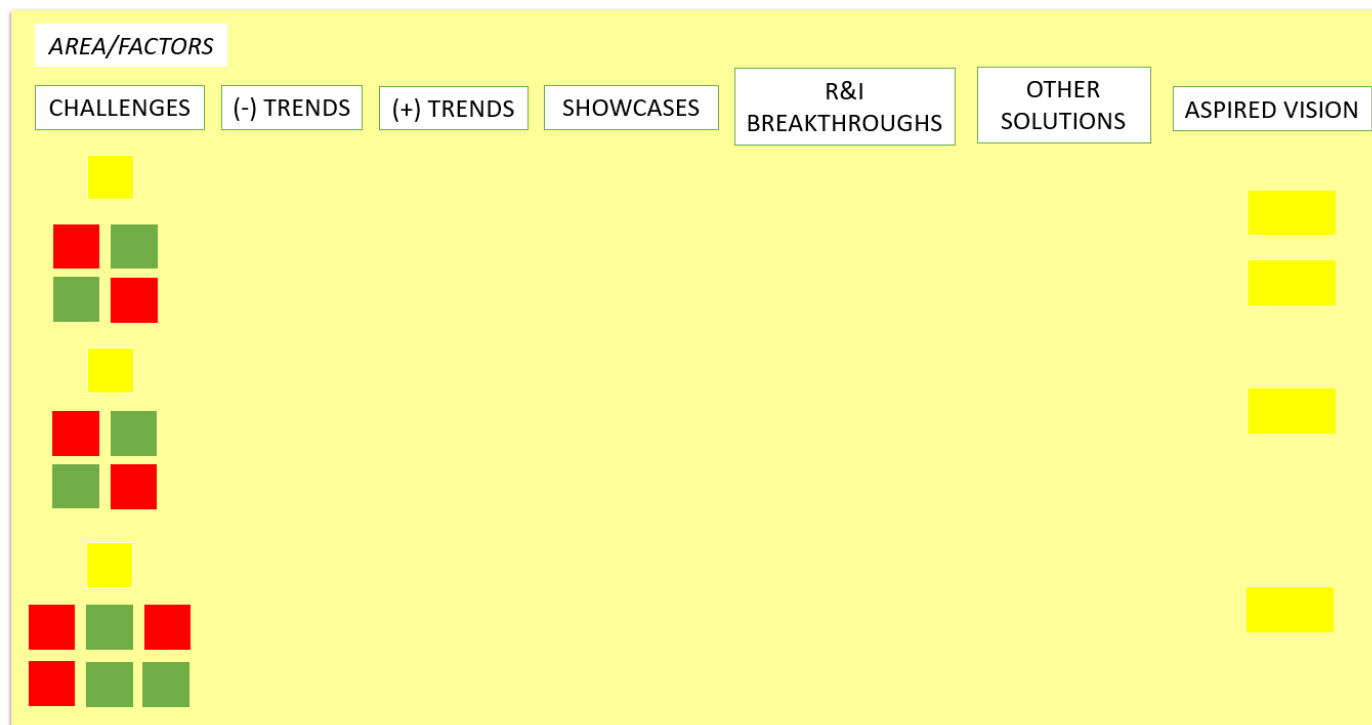 AREA/FACTORS
CHALLENGES
(-) TRENDS
(+) TRENDS
SHOWCASES
R&I
BREAKTHROUGHS
OTHER
SOLUTIONS
ASPIRED VISION